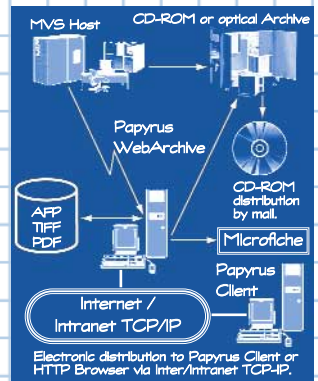 MVS Host
CD-ROM or optical Archive
Papyrus
WebArchive
CD-ROM
distribution
by mail.
AFP
TIFF
PDF
Microfiche
Papyrus
Client
Internet /
Intranet TCP/IP
Electronic distribution to Papyrus Client or
HTTP Browser via Inter/Intranet TCP-IP.